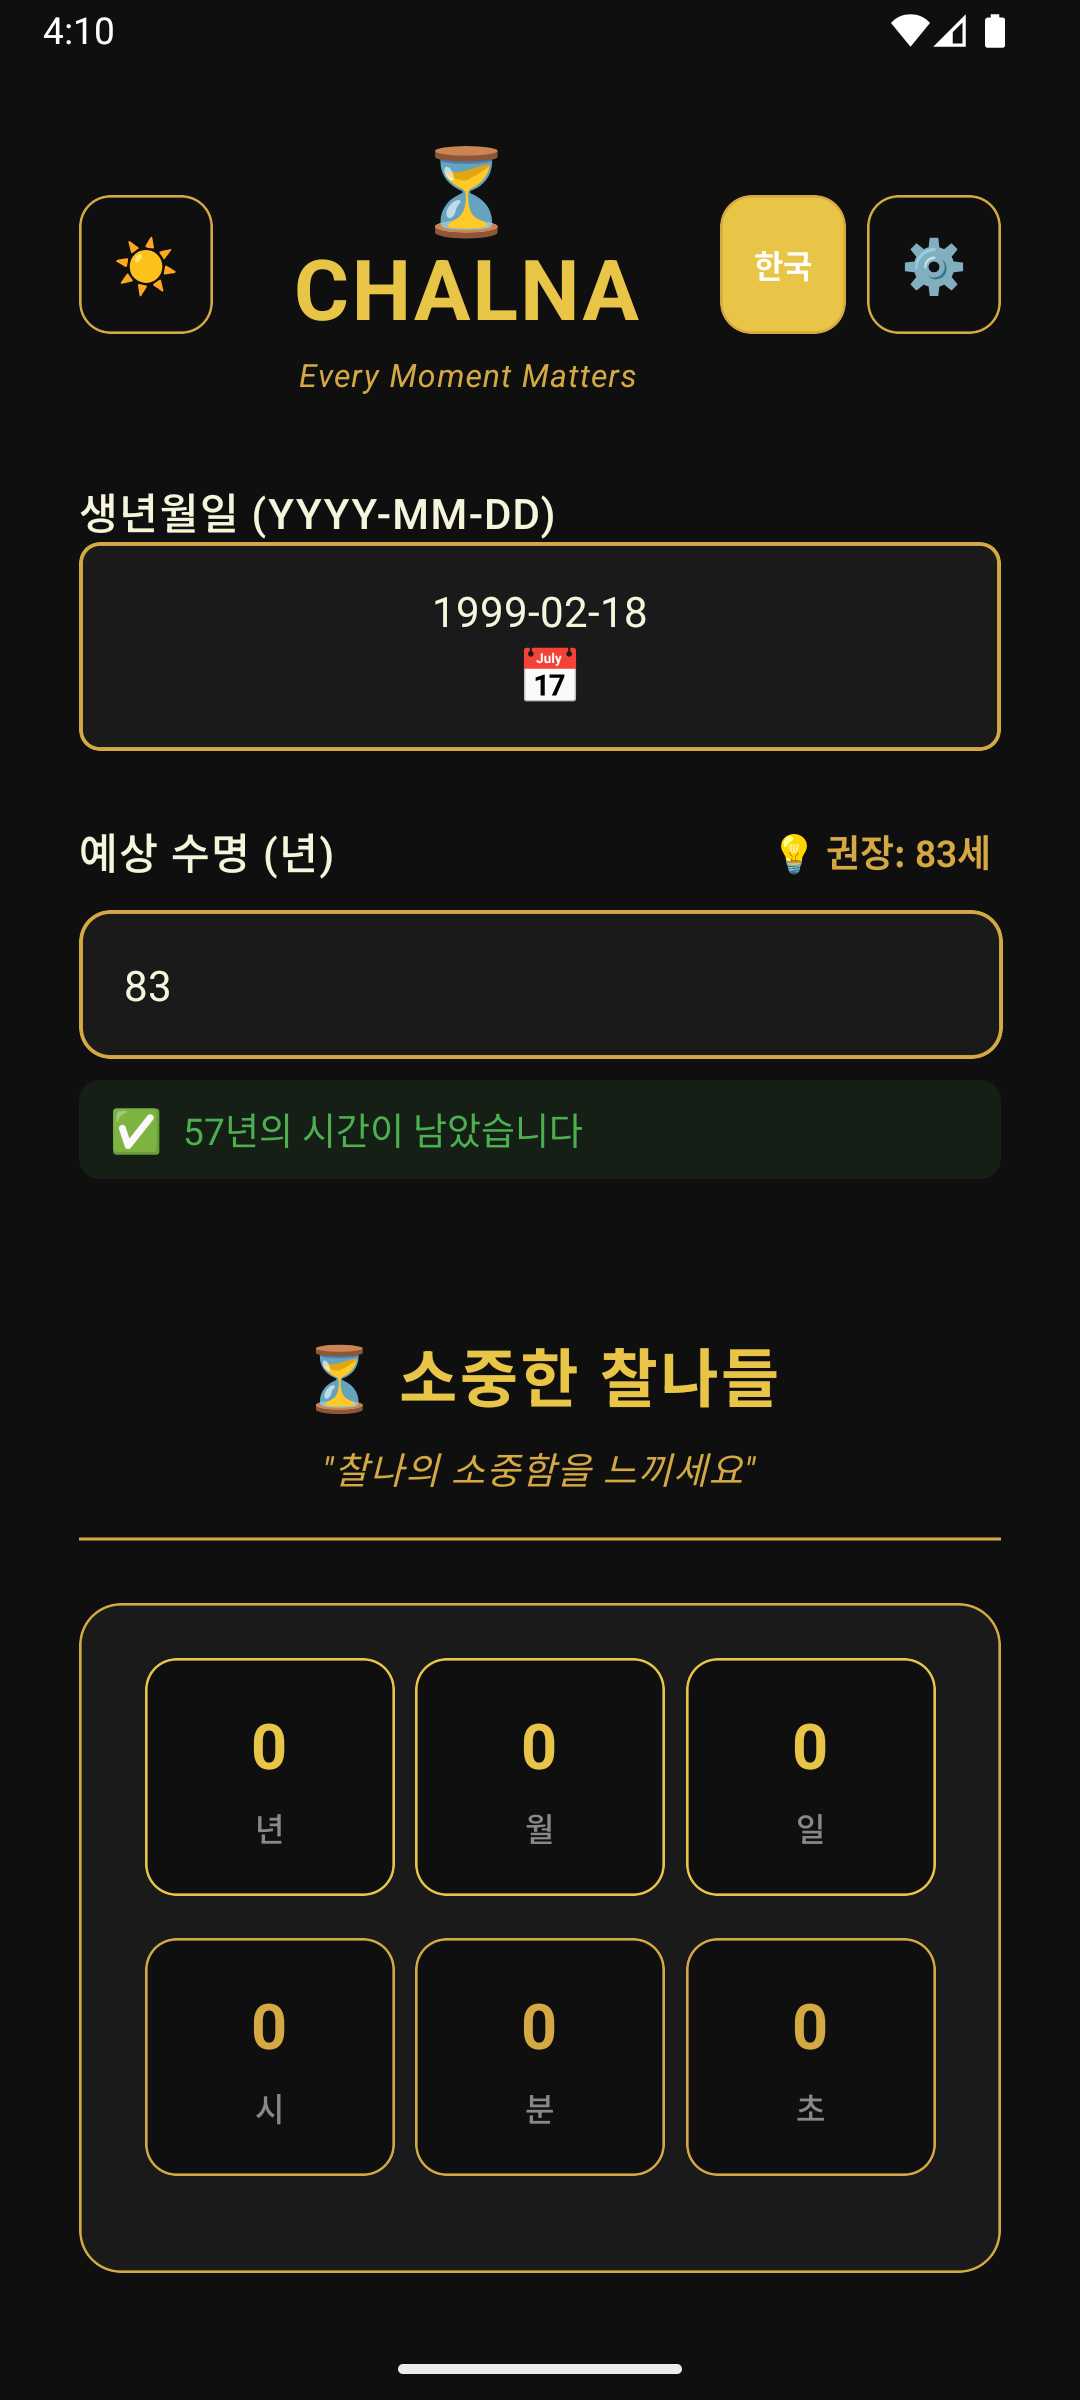 4:10
CHALNA
한국
Every Moment Matters
생년월일 (YYYY-MM-DD)
1999-02-18
July
17
예상 수명 (년)
권장: 83세
83
57년의 시간이 남았습니다
소중한 찰나들
"찰나의 소중함을 느끼세요"
0
0
0
년
월
일
0
0
0
시
분
초